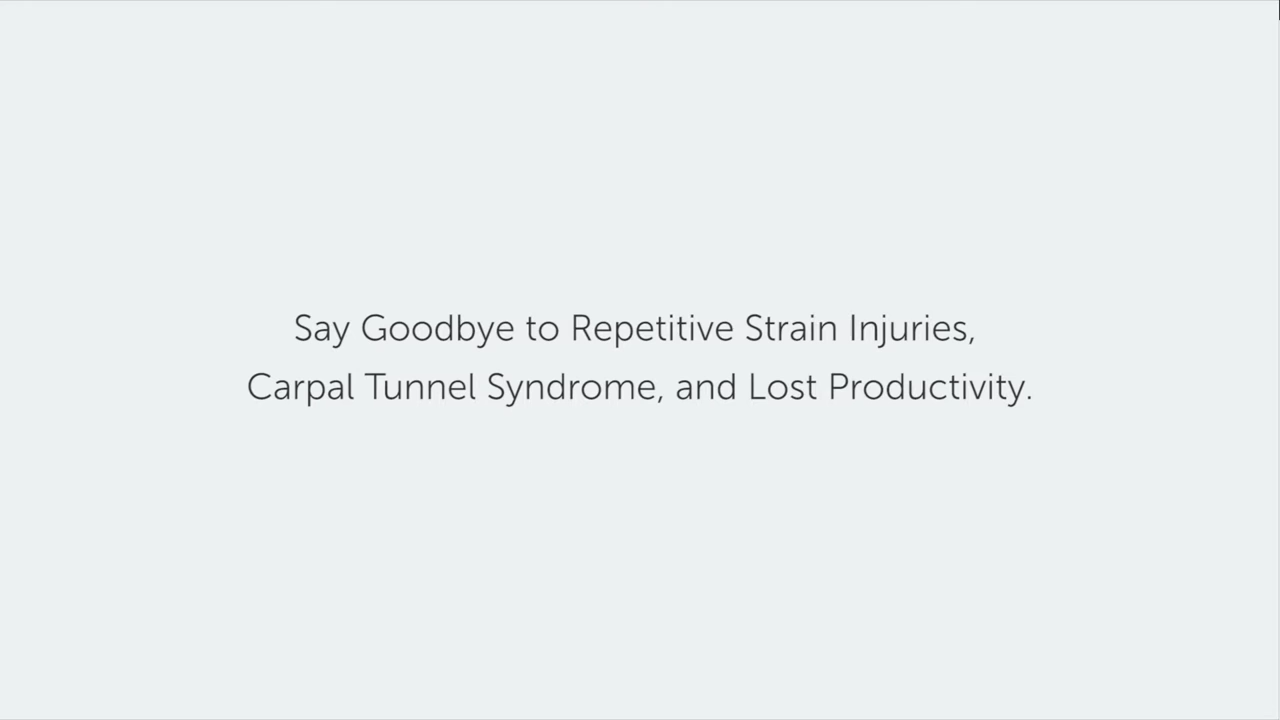 Say Goodbye to Repetitive Strain Injuries,
Carpal Tunnel Syndrome, and Lost Productivity.